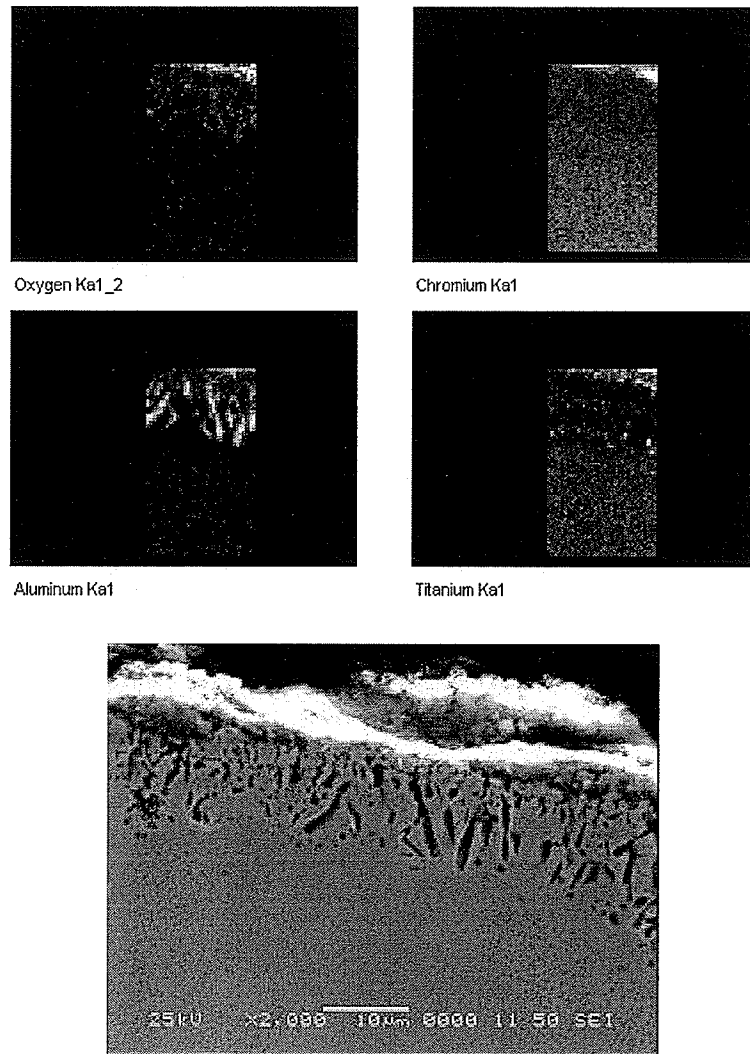 Oxygen Ka1_2
Chromium Ka1
Aluminum Ka1
Titanium Ka1
25kV X2,000 10µm 0000 11 50 SEI